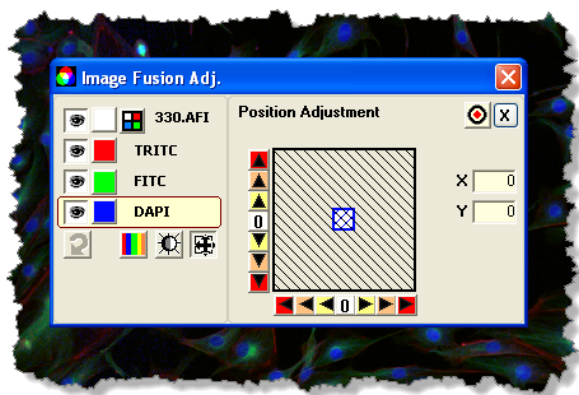 Image Fusion Adj.
330.AFI
TRITC
FITC
DAPI
Position Adjustment
X
X 0
Y 0
0
0